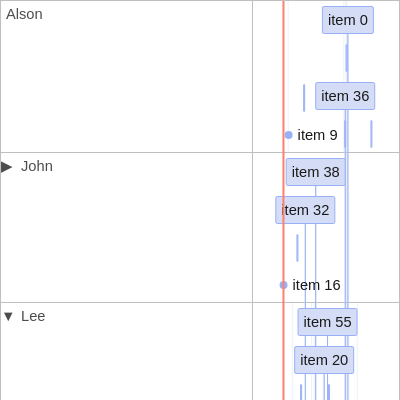 Alson
item 0
item 36
item 9
▶ John
item 38
item 32
item 16
▼ Lee
item 55
item 20